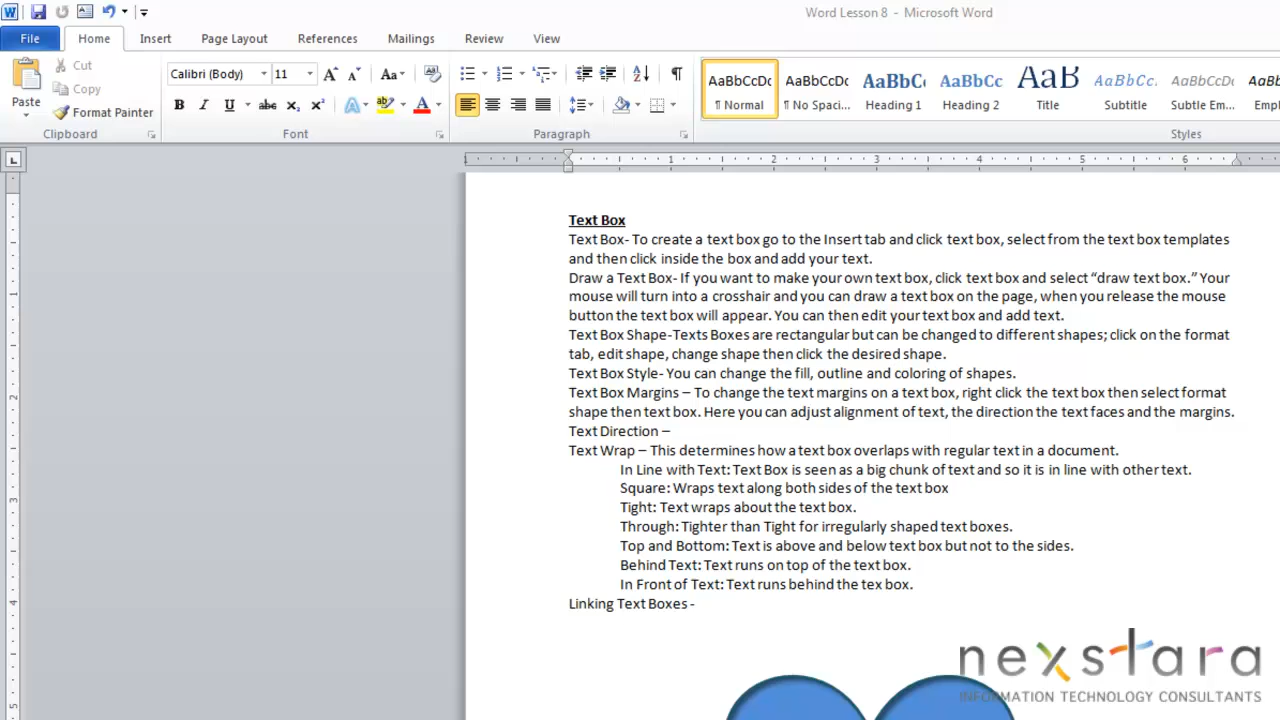 Word Lesson 8 - Microsoft Word
File Home Insert Page Layout References Mailings Review View
Paste
Cut
Copy
Format Painter
Clipboard
Calibri (Body) 11
Font
Paragraph
AaBbCcDc AaBbCcDc AaBbC AaBbCc AaB AaBbCc. AaBbCcDc AaBb
¶ Normal ¶ No Spaci... Heading 1 Heading 2 Title Subtitle Subtle Em...
Styles
1 1 2 3 4 5 6
Text Box
Text Box- To create a text box go to the Insert tab and click text box, select from the text box templates
and then click inside the box and add your text.
Draw a Text Box- If you want to make your own text box, click text box and select “draw text box.” Your
mouse will turn into a crosshair and you can draw a text box on the page, when you release the mouse
button the text box will appear. You can then edit your text box and add text.
Text Box Shape-Texts Boxes are rectangular but can be changed to different shapes; click on the format
tab, edit shape, change shape then click the desired shape.
Text Box Style- You can change the fill, outline and coloring of shapes.
Text Box Margins – To change the text margins on a text box, right click the text box then select format
shape then text box. Here you can adjust alignment of text, the direction the text faces and the margins.
Text Direction –
Text Wrap – This determines how a text box overlaps with regular text in a document.
In Line with Text: Text Box is seen as a big chunk of text and so it is in line with other text.
Square: Wraps text along both sides of the text box
Tight: Text wraps about the text box.
Through: Tighter than Tight for irregularly shaped text boxes.
Top and Bottom: Text is above and below text box but not to the sides.
Behind Text: Text runs on top of the text box.
In Front of Text: Text runs behind the tex box.
Linking Text Boxes -
nexstara
INFORMATION TECHNOLOGY CONSULTANTS